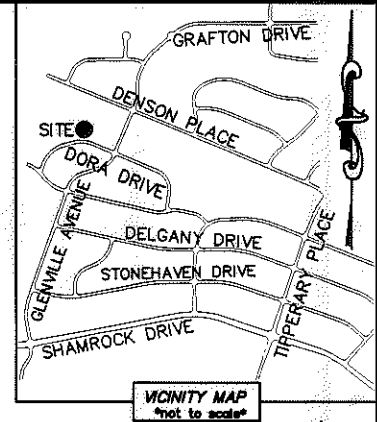 GRAFTON DRIVE
DENSON PLACE
SITE
DORA DRIVE
GLENVILLE AVENUE
DELGANY DRIVE
TIPPERARY PLACE
STONEHAVEN DRIVE
SHAMROCK DRIVE
VICINITY MAP
*not to scale*